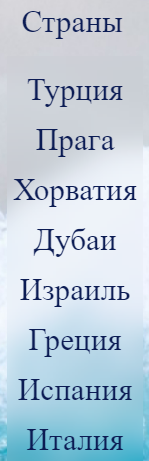 Страны
Турция
Прага
Хорватия
Дубаи
Израиль
Греция
Испания
Италия